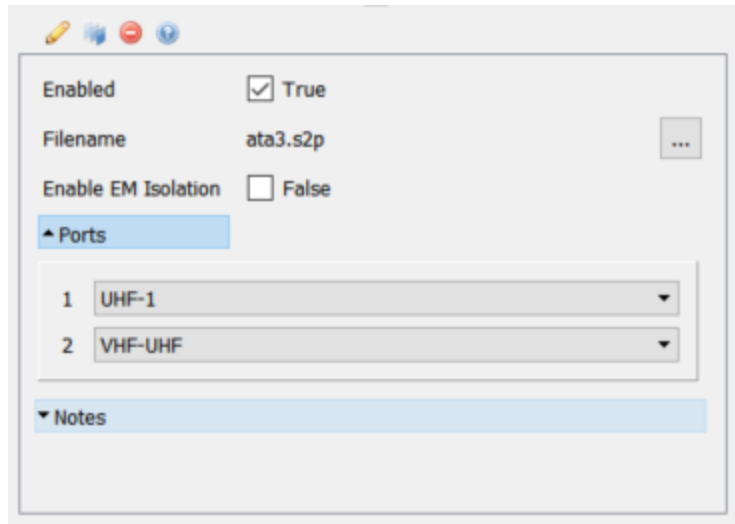 Enabled True
Filename ata3.s2p ...
Enable EM Isolation False
Ports
1 UHF-1
2 VHF-UHF
Notes